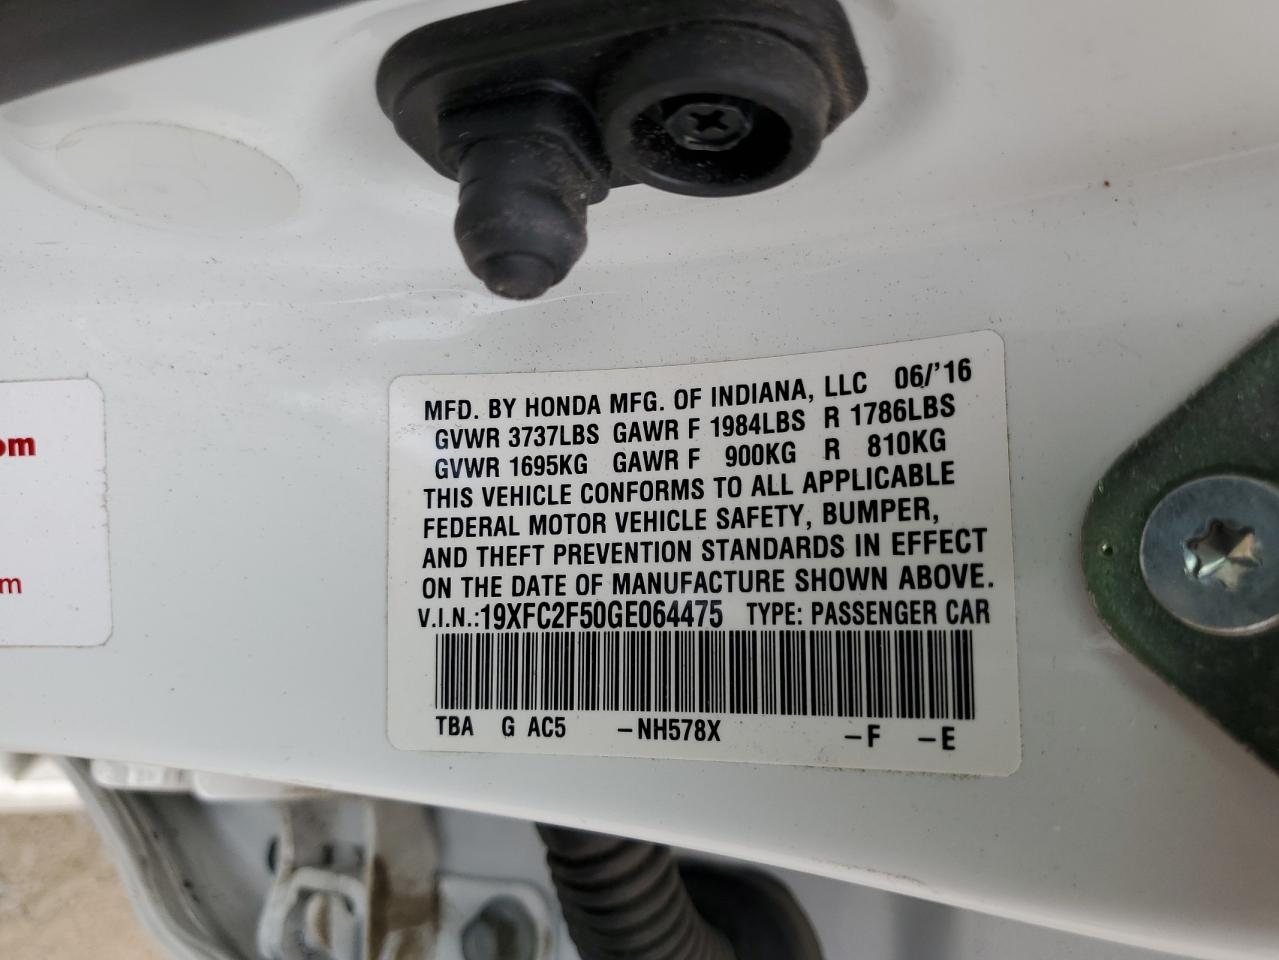 om
m
MFD. BY HONDA MFG. OF INDIANA, LLC 06/'16
GVWR 3737LBS GAWR F 1984LBS R 1786LBS
GVWR 1695KG GAWR F 900KG R 810KG
THIS VEHICLE CONFORMS TO ALL APPLICABLE
FEDERAL MOTOR VEHICLE SAFETY, BUMPER,
AND THEFT PREVENTION STANDARDS IN EFFECT
ON THE DATE OF MANUFACTURE SHOWN ABOVE.
V.I.N.:19XFC2F50GE064475 TYPE: PASSENGER CAR
TBA G AC5 –NH578X –F –E